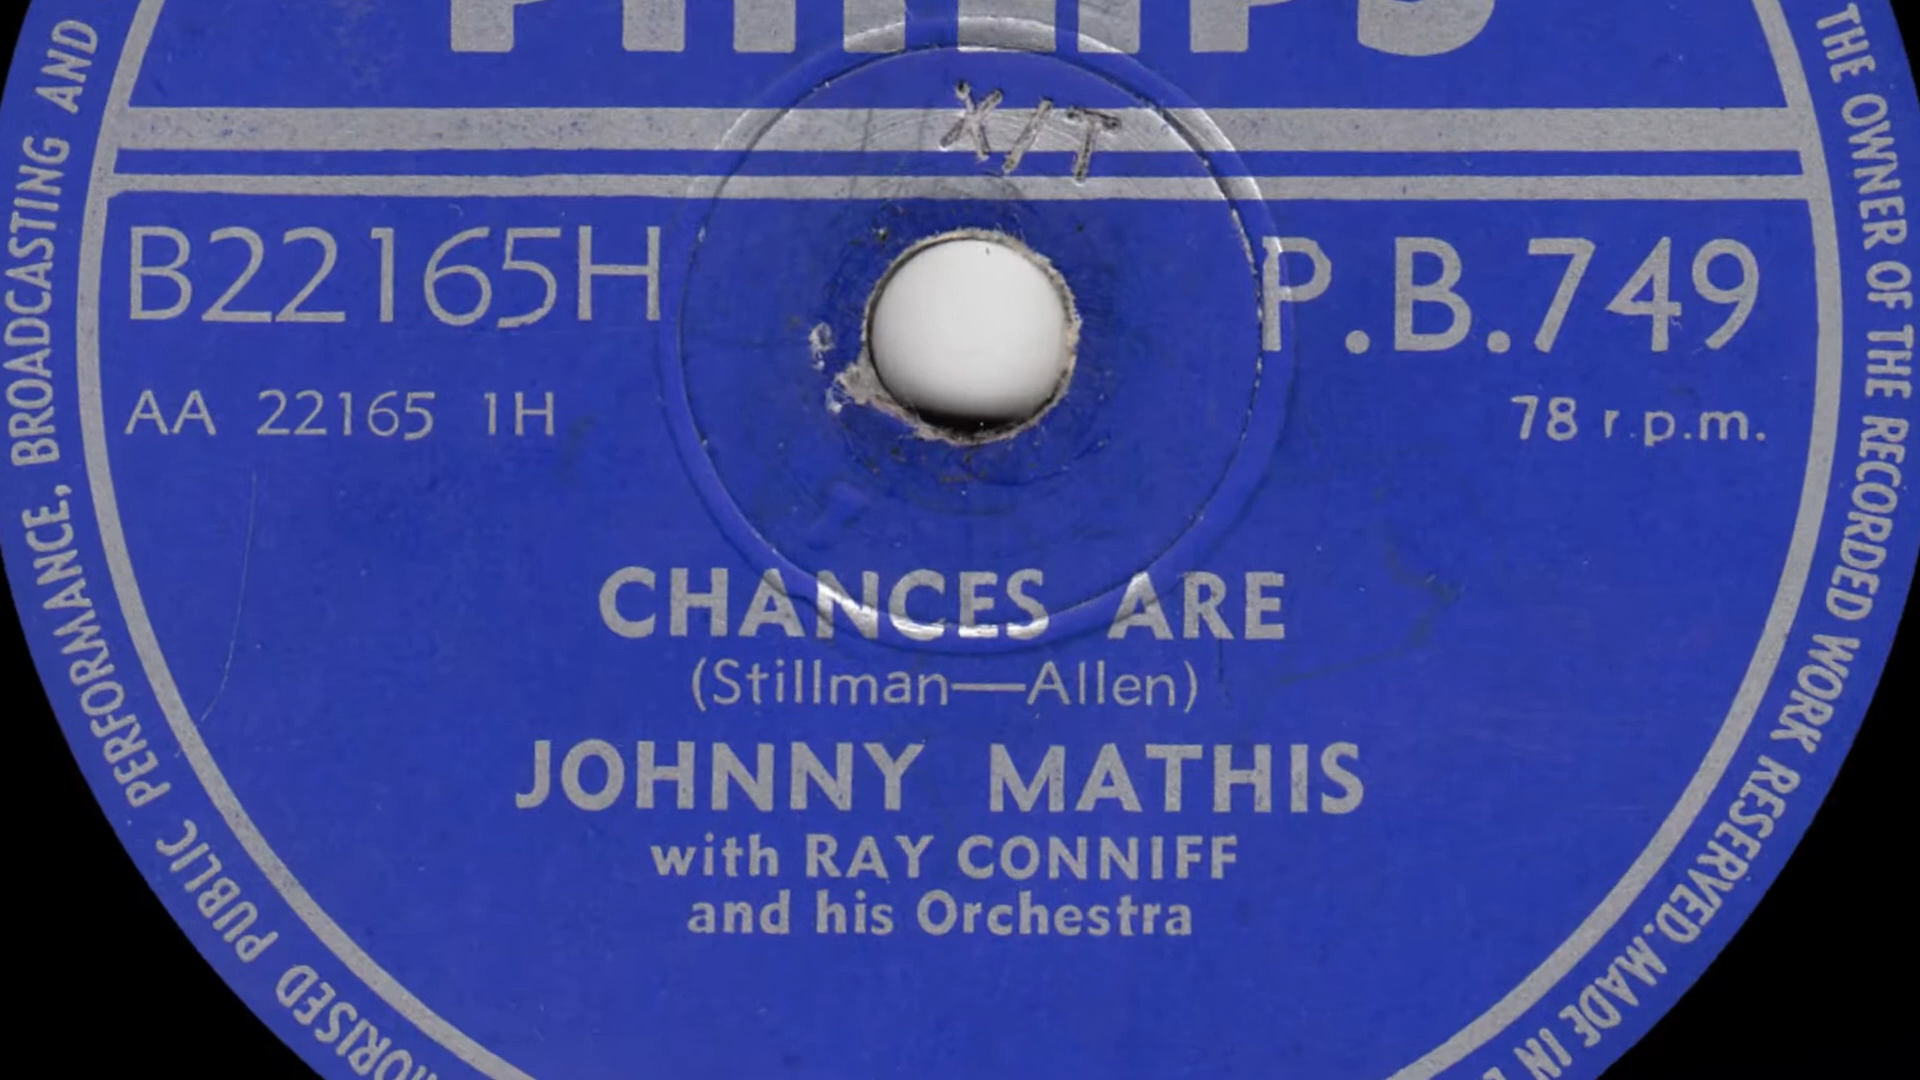 PHILIPS
X/T
B22165H
P.B.749
AA 22165 1H
78 r.p.m.
CHANCES ARE
(Stillman—Allen)
JOHNNY MATHIS
with RAY CONNIFF
and his Orchestra
PUBLIC PERFORMANCE, BROADCASTING AND
THE OWNER OF THE RECORDED WORK RESERVED. MADE IN